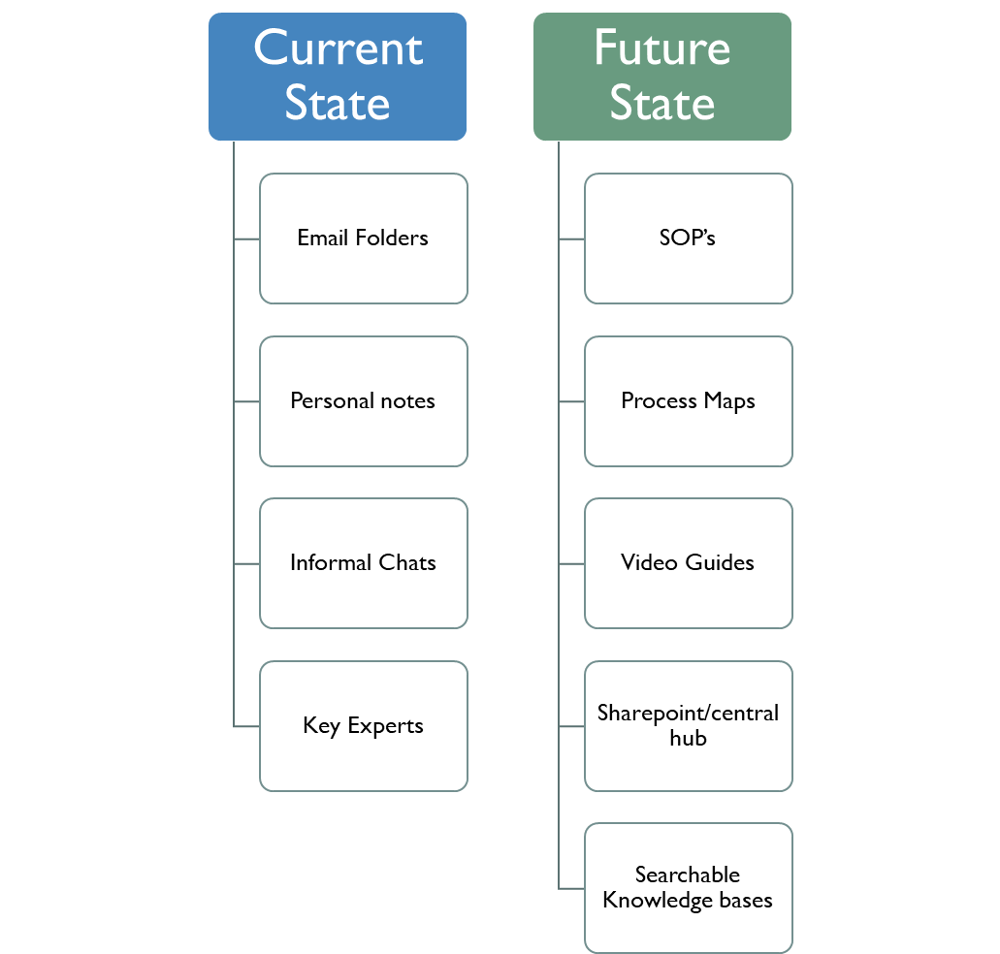 Current
State
Email Folders
Personal notes
Informal Chats
Key Experts
Future
State
SOP’s
Process Maps
Video Guides
Sharepoint/central
hub
Searchable
Knowledge bases